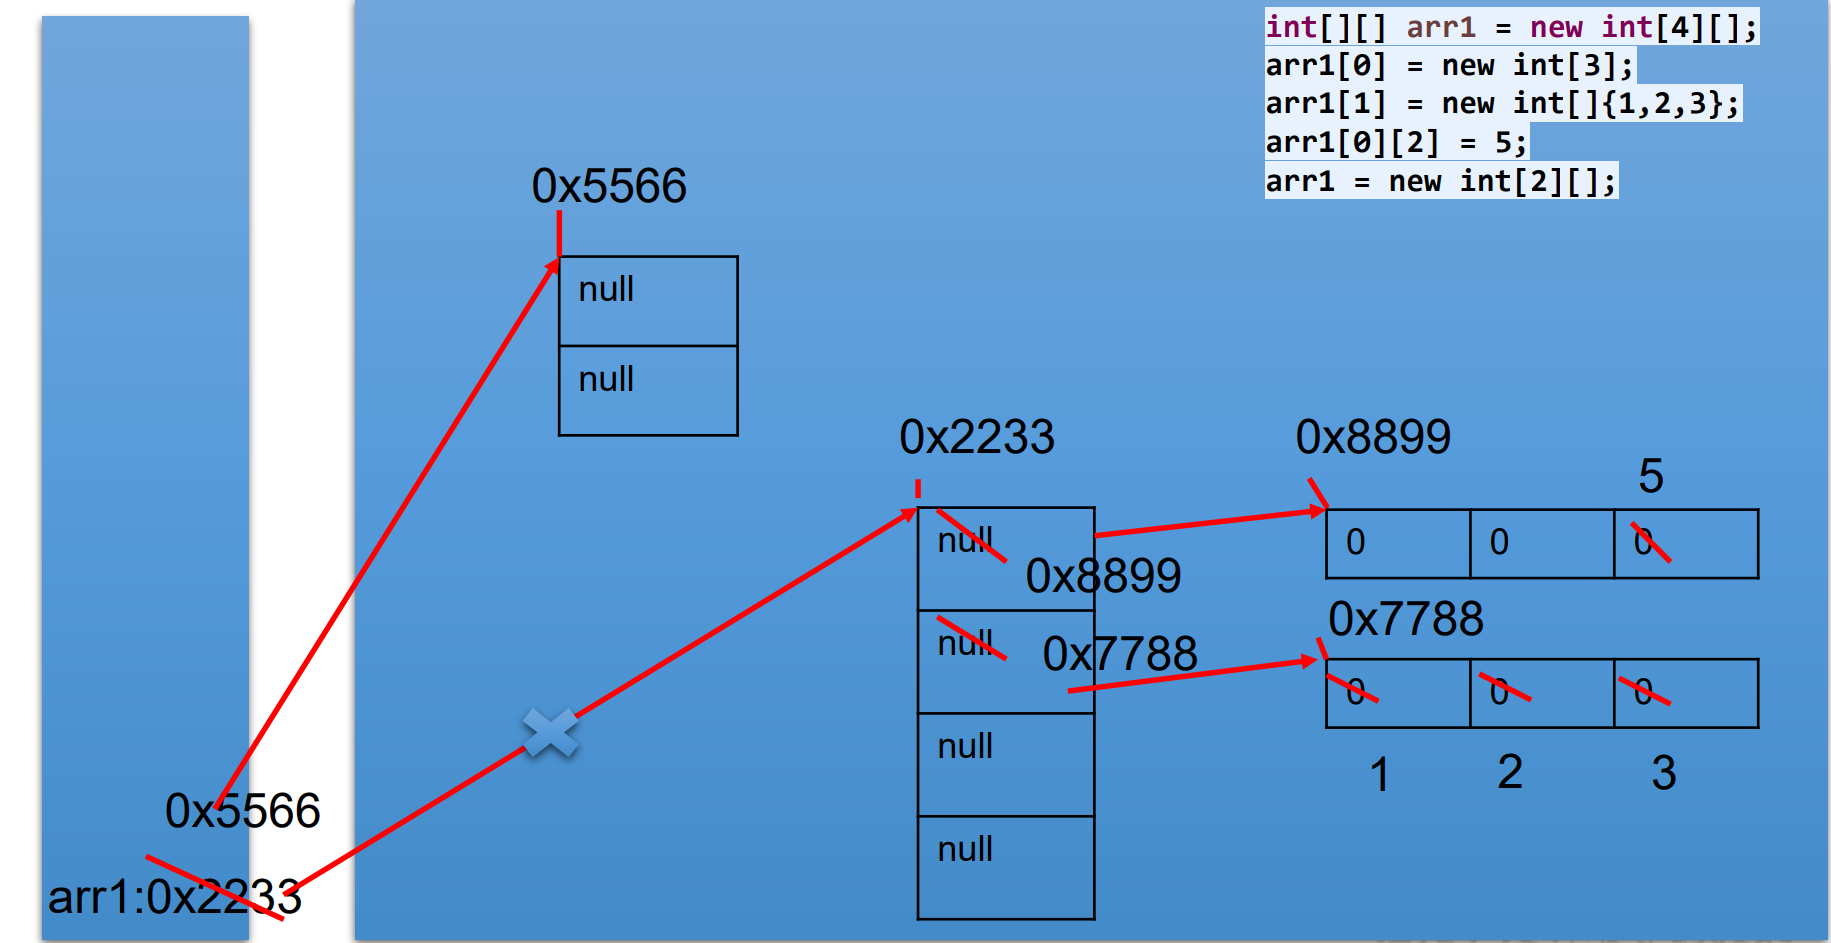 int[][] arr1 = new int[4][];
arr1[0] = new int[3];
arr1[1] = new int[]{1,2,3};
arr1[0][2] = 5;
arr1 = new int[2][];
0x5566
null
null
0x2233
0x8899
5
null
0 0 0
0x8899
0x7788
null
0x7788
0 0 0
null
1 2 3
0x5566
null
arr1:0x2233